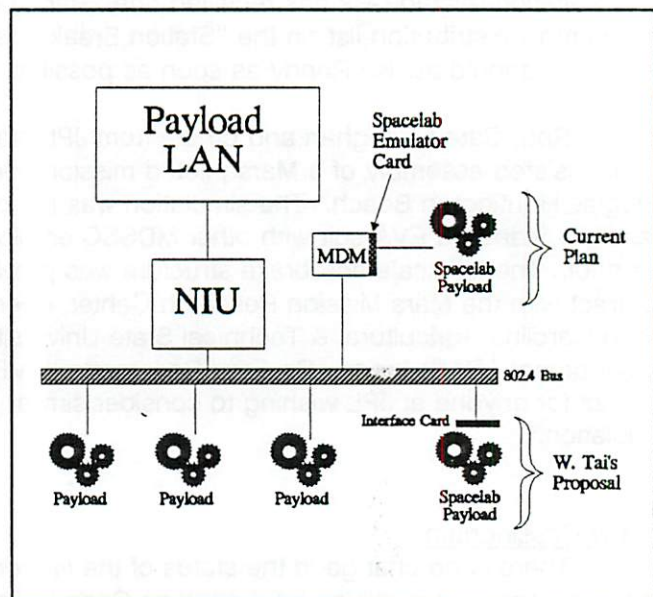 Payload
LAN
Spacelab
Emulator
Card
NIU
MDM
Spacelab
Payload
Current
Plan
802.4 Bus
Interface Card
Payload
Payload
Payload
Spacelab
Payload
W. Tai's
Proposal